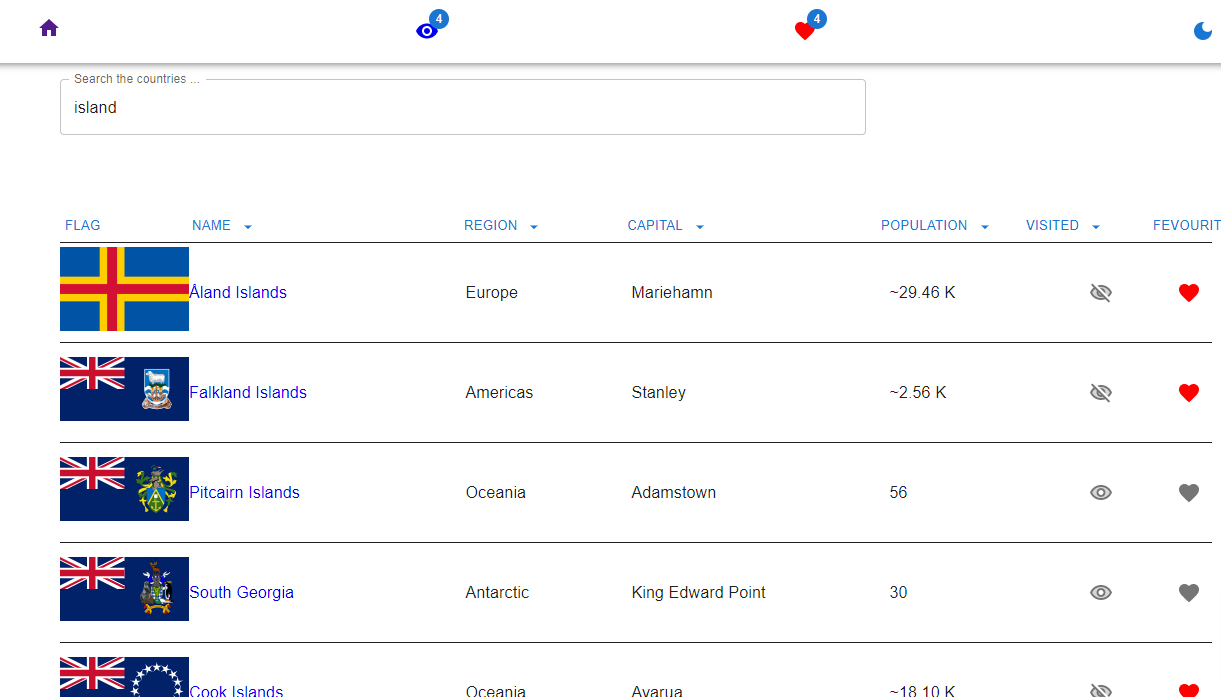 4
4
Search the countries ...
island
FLAG NAME REGION CAPITAL POPULATION VISITED FEVOURIT
Åland Islands Europe Mariehamn ~29.46 K
Falkland Islands Americas Stanley ~2.56 K
Pitcairn Islands Oceania Adamstown 56
South Georgia Antarctic King Edward Point 30
Cook Islands Oceania Avarua ~18.10 K